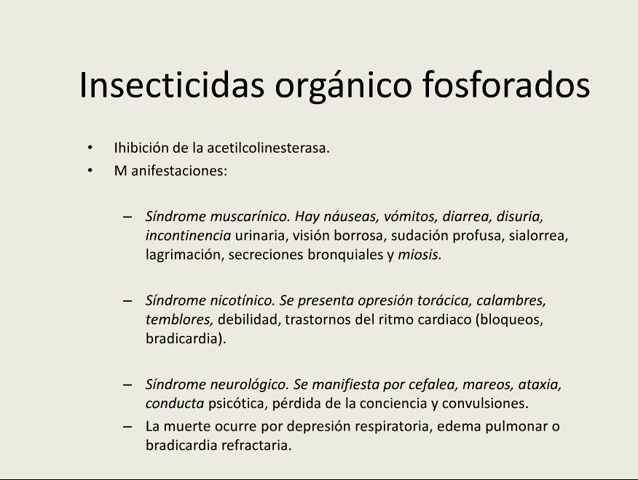 Insecticidas orgánico fosforados
• Ihibición de la acetilcolinesterasa.
• M anifestaciones:
– Síndrome muscarínico. Hay náuseas, vómitos, diarrea, disuria,
incontinencia urinaria, visión borrosa, sudación profusa, sialorrea,
lagrimación, secreciones bronquiales y miosis.
– Síndrome nicotínico. Se presenta opresión torácica, calambres,
temblores, debilidad, trastornos del ritmo cardiaco (bloqueos,
bradicardia).
– Síndrome neurológico. Se manifiesta por cefalea, mareos, ataxia,
conducta psicótica, pérdida de la conciencia y convulsiones.
– La muerte ocurre por depresión respiratoria, edema pulmonar o
bradicardia refractaria.